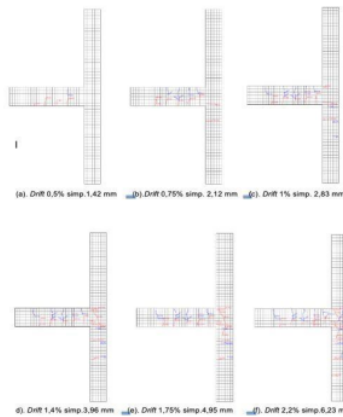 (a). Drift 0,5% simp.1,42 mm
(b).Drift 0,75% simp. 2,12 mm
(c). Drift 1% simp. 2,83 mm
d). Drift 1,4% simp.3,96 mm
(e). Drift 1,75% simp.4,95 mm
(f). Drift 2,2% simp.6,23 m